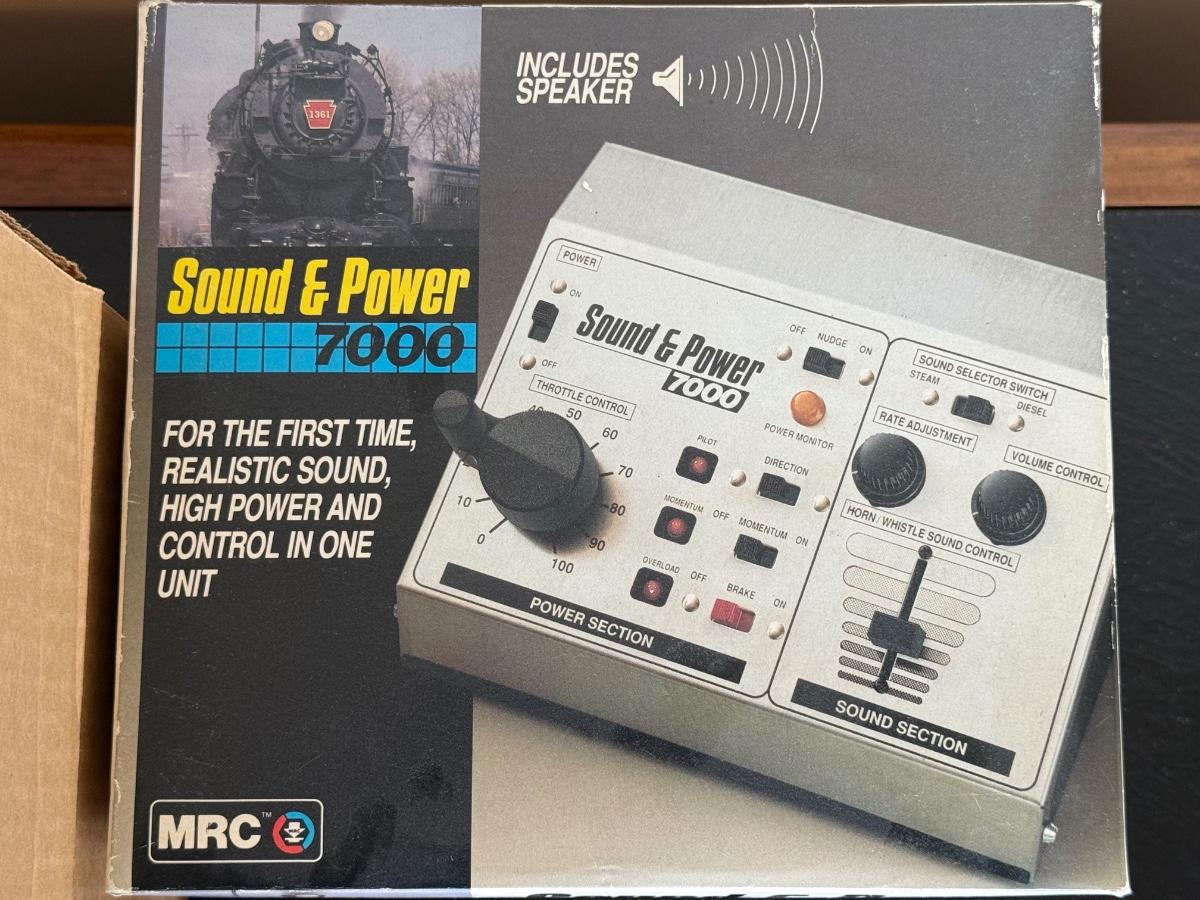 INCLUDES
SPEAKER
1361
Sound & Power
7000
FOR THE FIRST TIME,
REALISTIC SOUND,
HIGH POWER AND
CONTROL IN ONE
UNIT
MRC™
POWER
ON
OFF
Sound & Power
7000
OFF NUDGE ON
POWER MONITOR
THROTTLE CONTROL
0 10 40 50 60 70 80 90 100
PILOT
DIRECTION
MOMENTUM
OFF MOMENTUM ON
OVERLOAD
OFF BRAKE ON
POWER SECTION
SOUND SELECTOR SWITCH
STEAM
DIESEL
RATE ADJUSTMENT
VOLUME CONTROL
HORN/WHISTLE SOUND CONTROL
SOUND SECTION